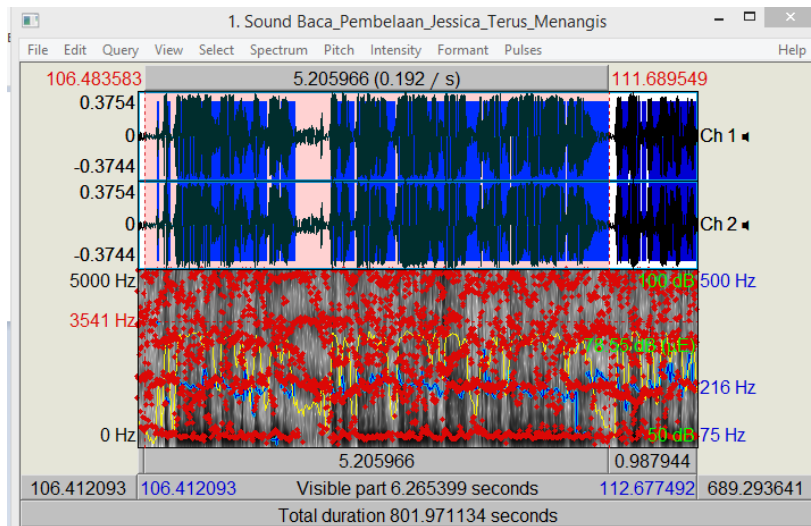 1. Sound Baca_Pembelaan_Jessica_Terus_Menangis
File Edit Query View Select Spectrum Pitch Intensity Formant Pulses Help
106.483583 5.205966 (0.192 / s) 111.689549
0.3754
0 Ch 1
-0.3744
0.3754
0 Ch 2
-0.3744
5000 Hz 100 dB 500 Hz
3541 Hz
216 Hz
0 Hz 50 dB 75 Hz
5.205966 0.987944
106.412093 106.412093 Visible part 6.265399 seconds 112.677492 689.293641
Total duration 801.971134 seconds